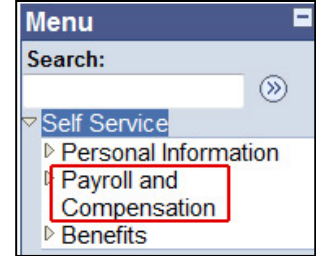 Menu
Search:
Self Service
Personal Information
Payroll and
Compensation
Benefits